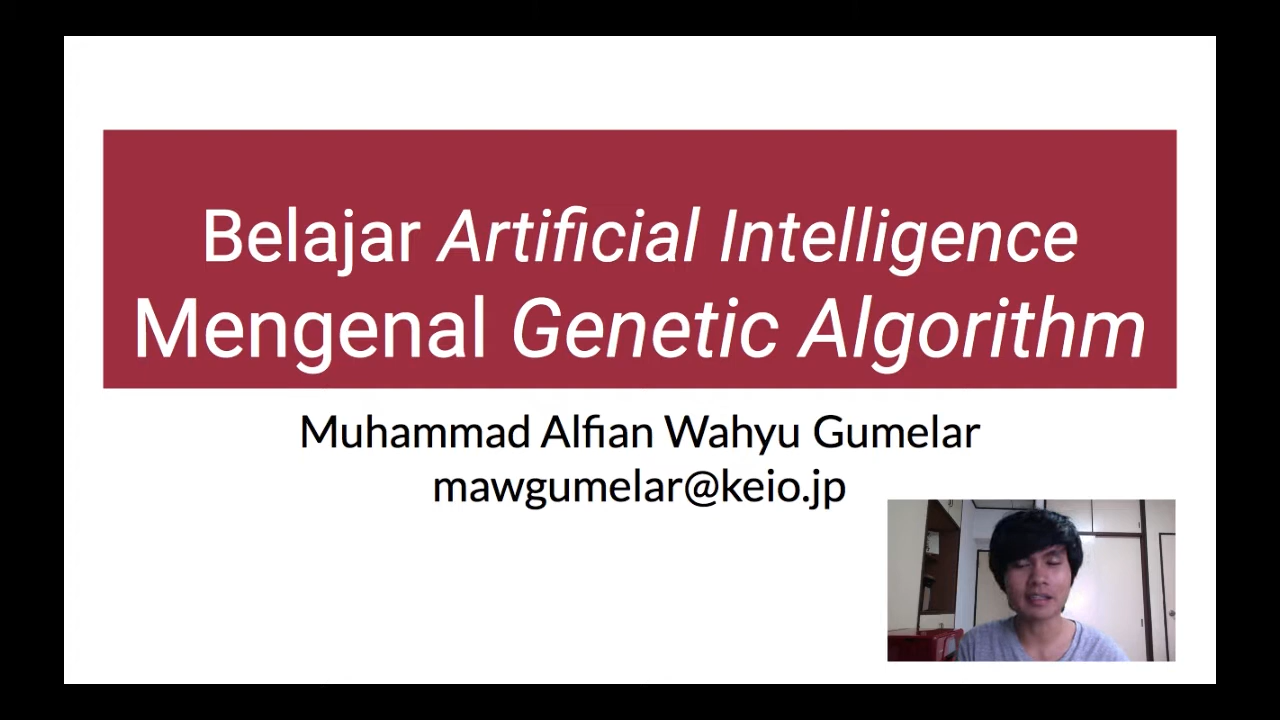 Belajar Artificial Intelligence
Mengenal Genetic Algorithm
Muhammad Alfian Wahyu Gumelar
mawgumelar@keio.jp